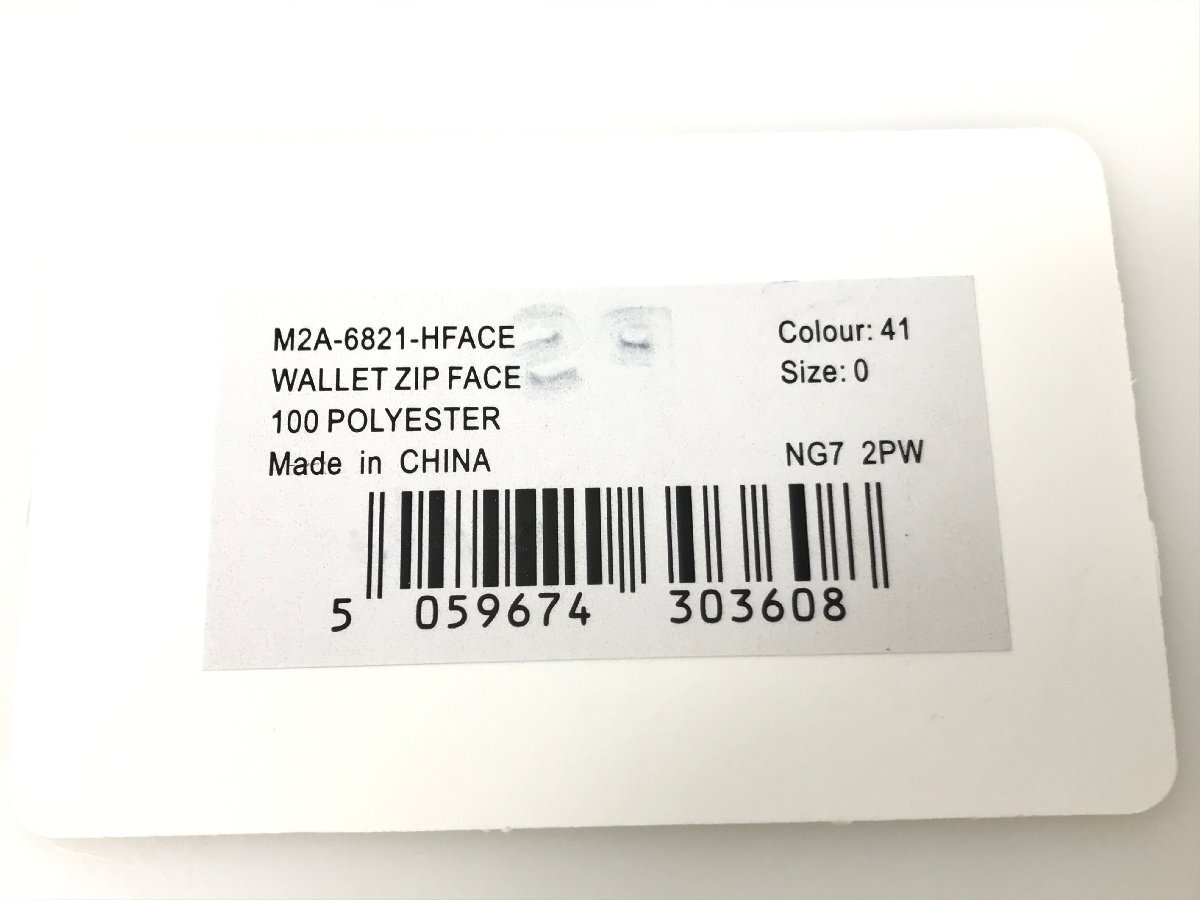 M2A-6821-HFACE
WALLET ZIP FACE
100 POLYESTER
Made in CHINA
Colour: 41
Size: 0
NG7 2PW
5 059674 303608